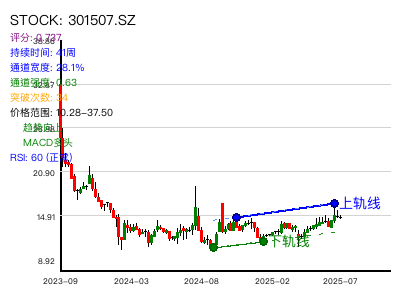 STOCK: 301507.SZ
评分: 0.737
持续时间: 41周
通道宽度: 28.1%
通道强度: 0.63
突破次数: 34
价格范围: 10.28-37.50
趋势向上
MACD多头
RSI: 60 (正常)
20.90
14.91
8.92
上轨线
下轨线
2023-09
2024-03
2024-08
2025-02
2025-07